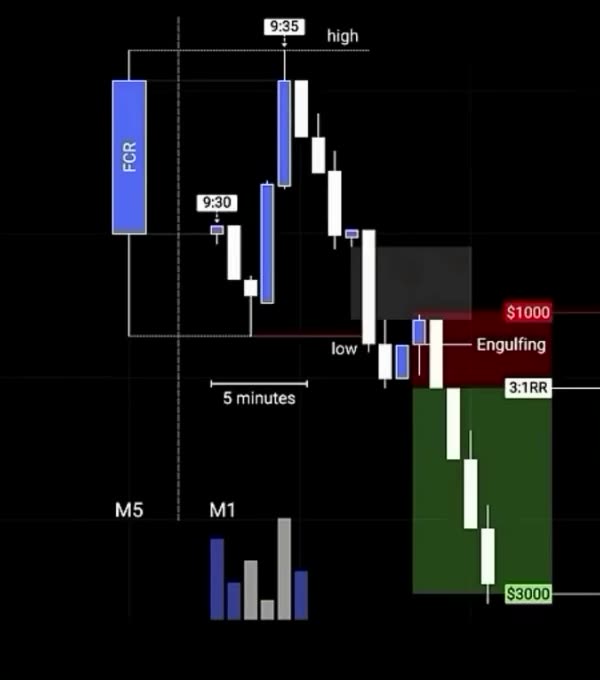 9:35
high
FCR
9:30
$1000
low
Engulfing
3:1RR
5 minutes
M5
M1
$3000